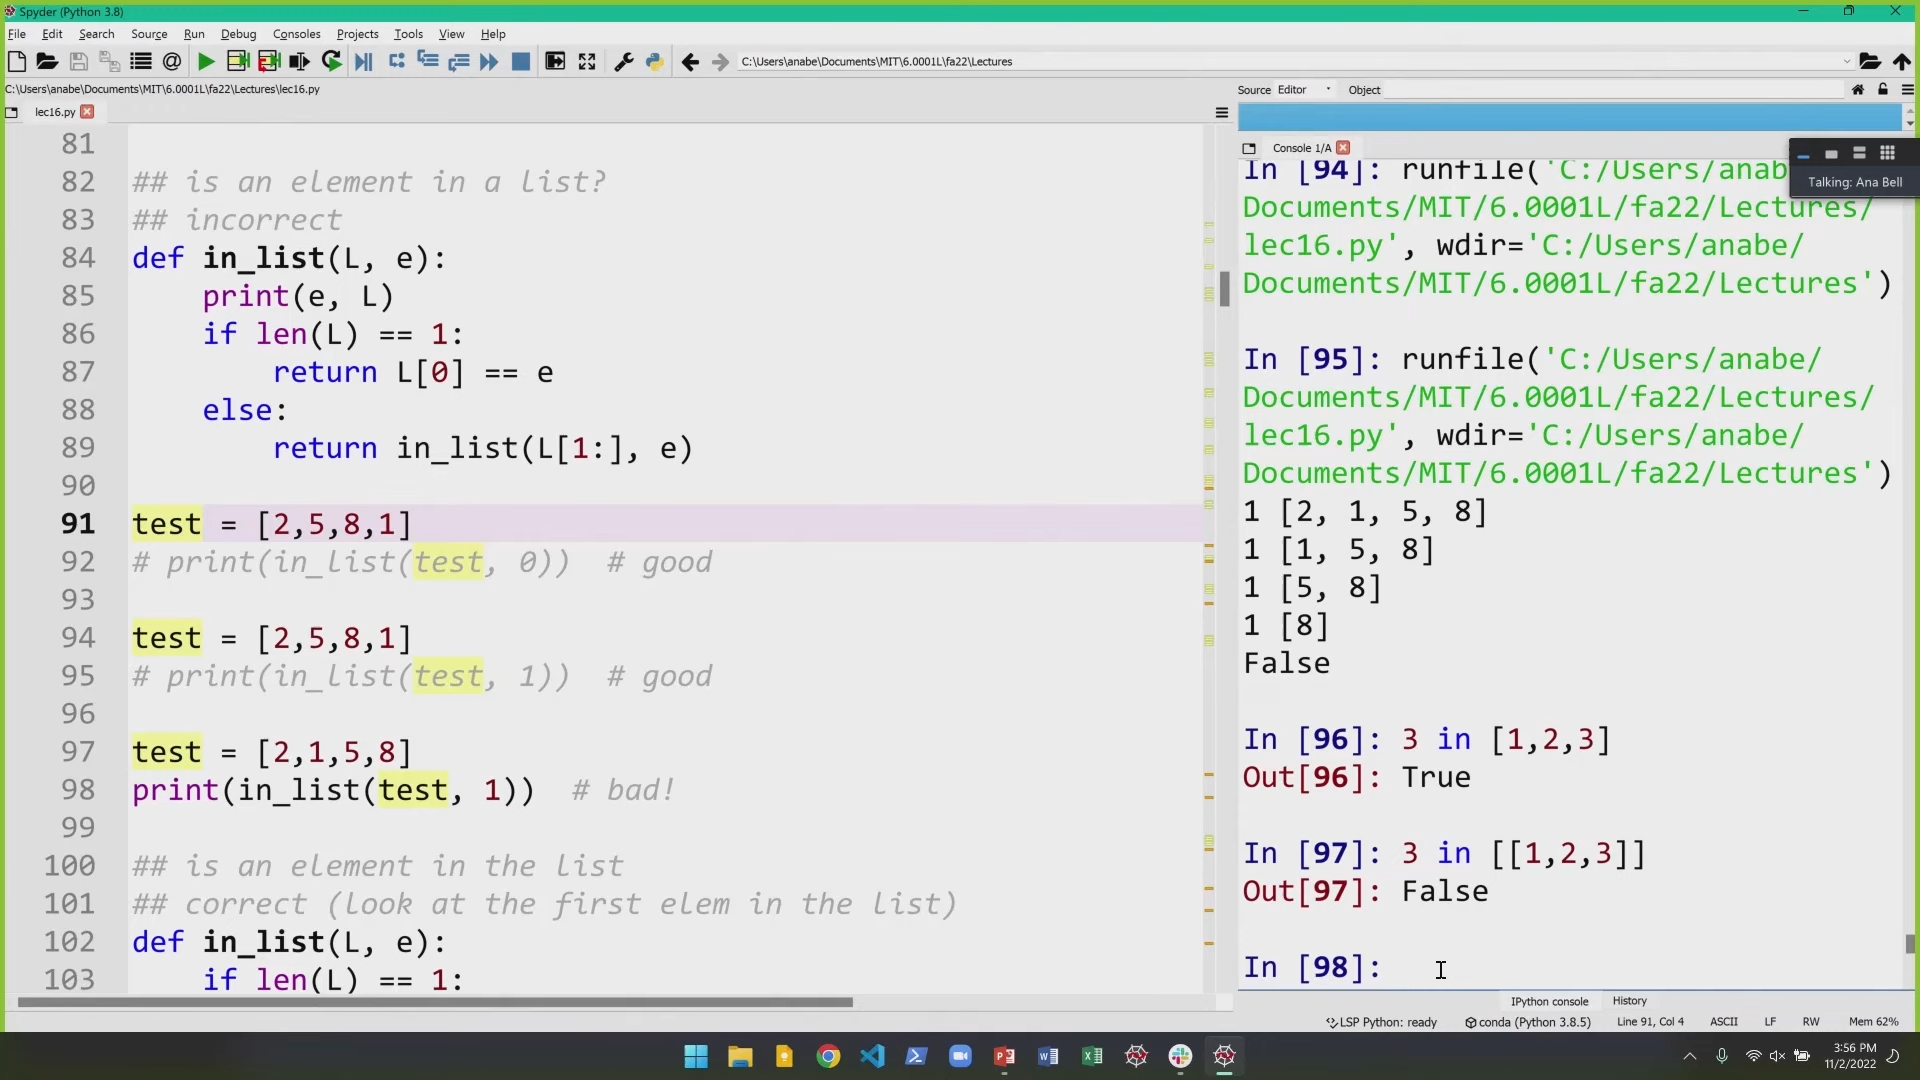 Spyder (Python 3.8)
File Edit Search Source Run Debug Consoles Projects Tools View Help
C:\Users\anabe\Documents\MIT\6.0001L\fa22\Lectures
C:\Users\anabe\Documents\MIT\6.0001L\fa22\Lectures\lec16.py
lec16.py
81
82 ## is an element in a list?
83 ## incorrect
84 def in_list(L, e):
85     print(e, L)
86     if len(L) == 1:
87         return L[0] == e
88     else:
89         return in_list(L[1:], e)
90
91 test = [2,5,8,1]
92 # print(in_list(test, 0))  # good
93
94 test = [2,5,8,1]
95 # print(in_list(test, 1))  # good
96
97 test = [2,1,5,8]
98 print(in_list(test, 1))  # bad!
99
100 ## is an element in the list
101 ## correct (look at the first elem in the list)
102 def in_list(L, e):
103     if len(L) == 1:
Source Editor Object
Console 1/A
Talking: Ana Bell
In [94]: runfile('C:/Users/anabe
Documents/MIT/6.0001L/fa22/Lectures/
lec16.py', wdir='C:/Users/anabe/
Documents/MIT/6.0001L/fa22/Lectures')
In [95]: runfile('C:/Users/anabe/
Documents/MIT/6.0001L/fa22/Lectures/
lec16.py', wdir='C:/Users/anabe/
Documents/MIT/6.0001L/fa22/Lectures')
1 [2, 1, 5, 8]
1 [1, 5, 8]
1 [5, 8]
1 [8]
False
In [96]: 3 in [1,2,3]
Out[96]: True
In [97]: 3 in [[1,2,3]]
Out[97]: False
In [98]:
IPython console History
LSP Python: ready conda (Python 3.8.5) Line 91, Col 4 ASCII LF RW Mem 62%
3:56 PM
11/2/2022